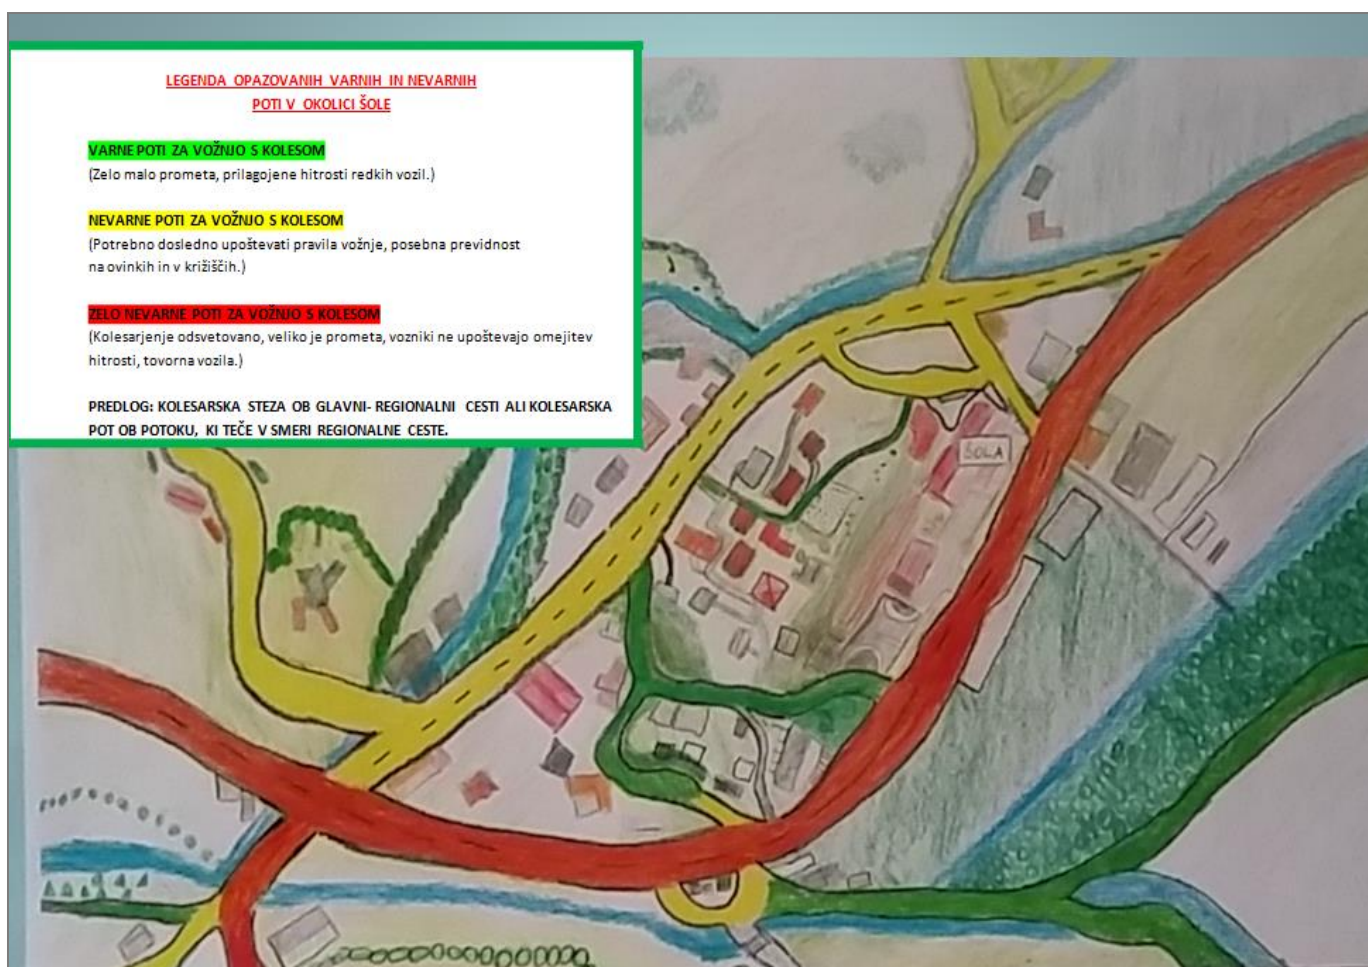 LEGENDA OPAZOVANIH VARNIH IN NEVARNIH
POTI V OKOLICI ŠOLE
VARNE POTI ZA VOŽNJO S KOLESOM
(Zelo malo prometa, prilagojene hitrosti redkih vozil.)
NEVARNE POTI ZA VOŽNJO S KOLESOM
(Potrebno dosledno upoštevati pravila vožnje, posebna previdnost
na ovinkih in v križiščih.)
ZELO NEVARNE POTI ZA VOŽNJO S KOLESOM
(Kolesarjenje odsvetovano, veliko je prometa, vozniki ne upoštevajo omejitev
hitrosti, tovorna vozila.)
PREDLOG: KOLESARSKA STEZA OB GLAVNI- REGIONALNI CESTI ALI KOLESARSKA
POT OB POTOKU, KI TEČE V SMERI REGIONALNE CESTE.
ŠOLA